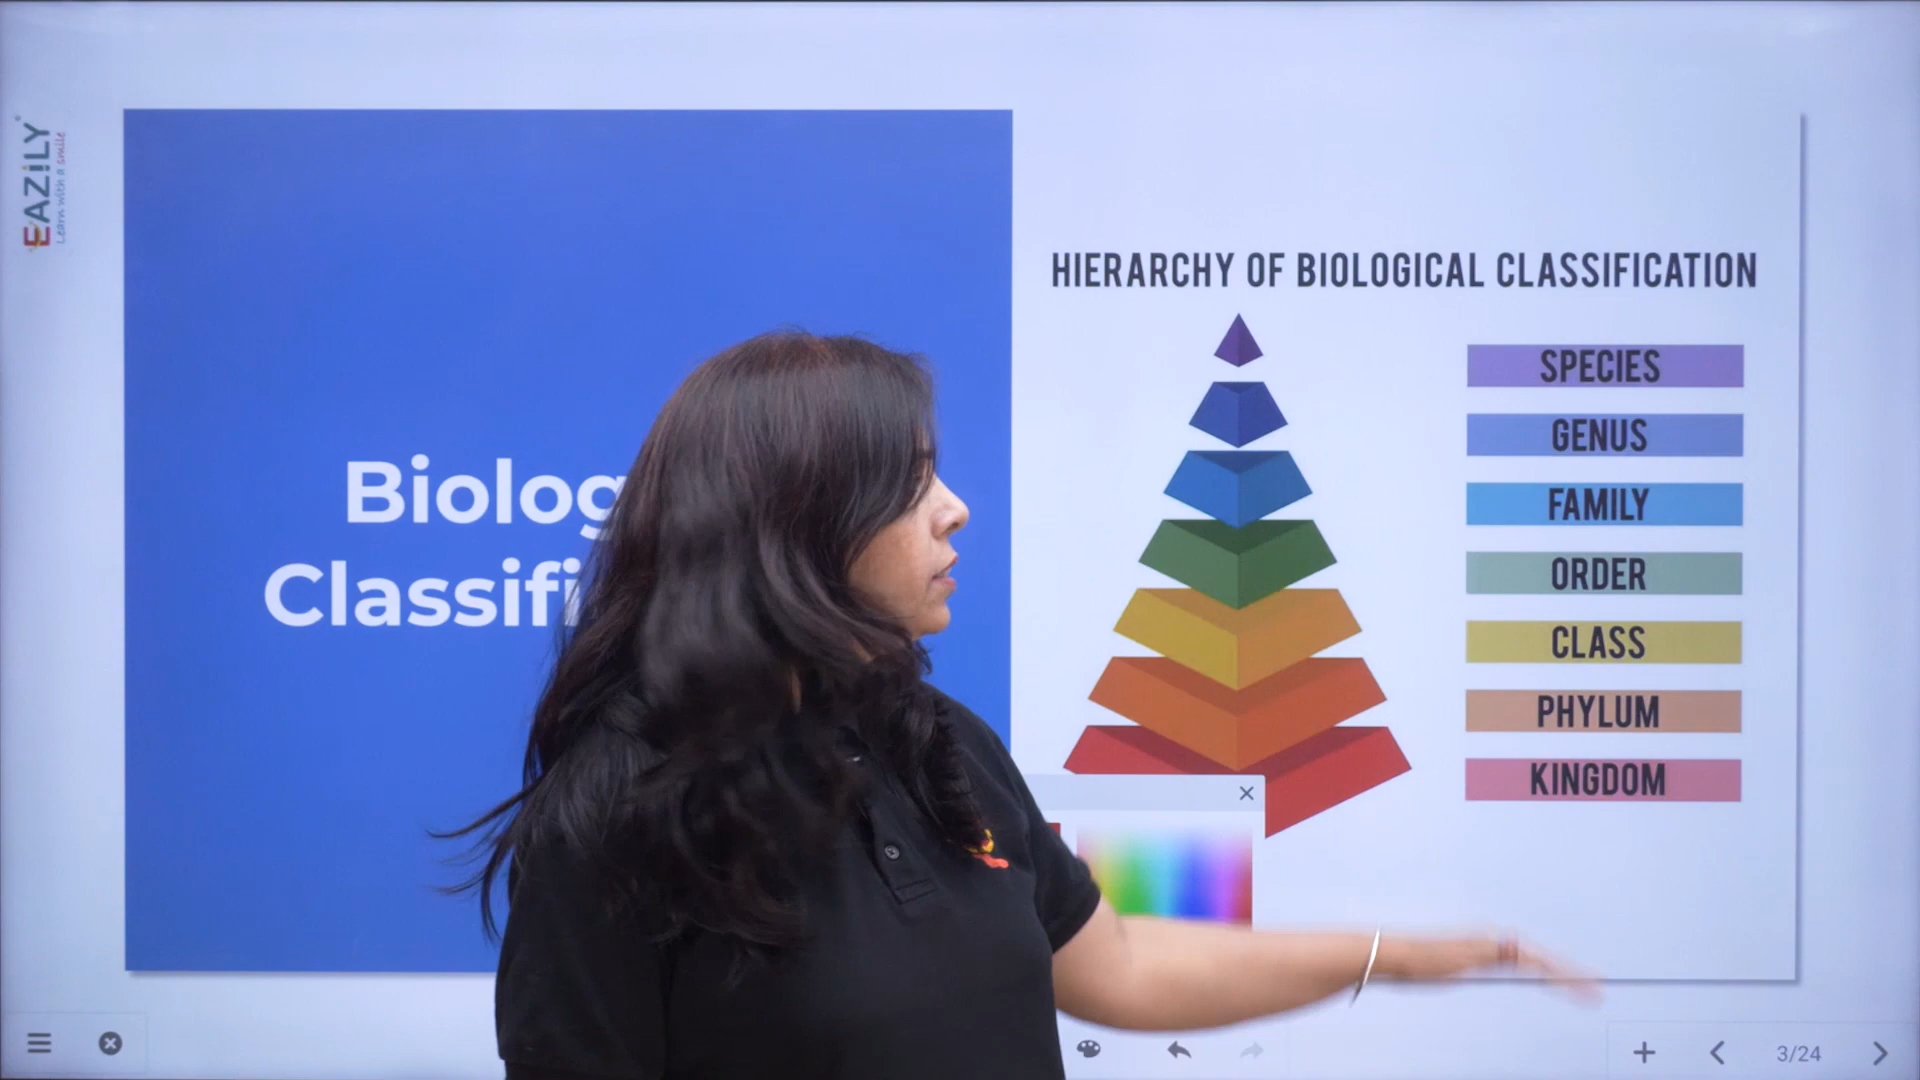 EAZILY
Learn with a smile
Biolog
Classifi
HIERARCHY OF BIOLOGICAL CLASSIFICATION
SPECIES
GENUS
FAMILY
ORDER
CLASS
PHYLUM
KINGDOM
3/24